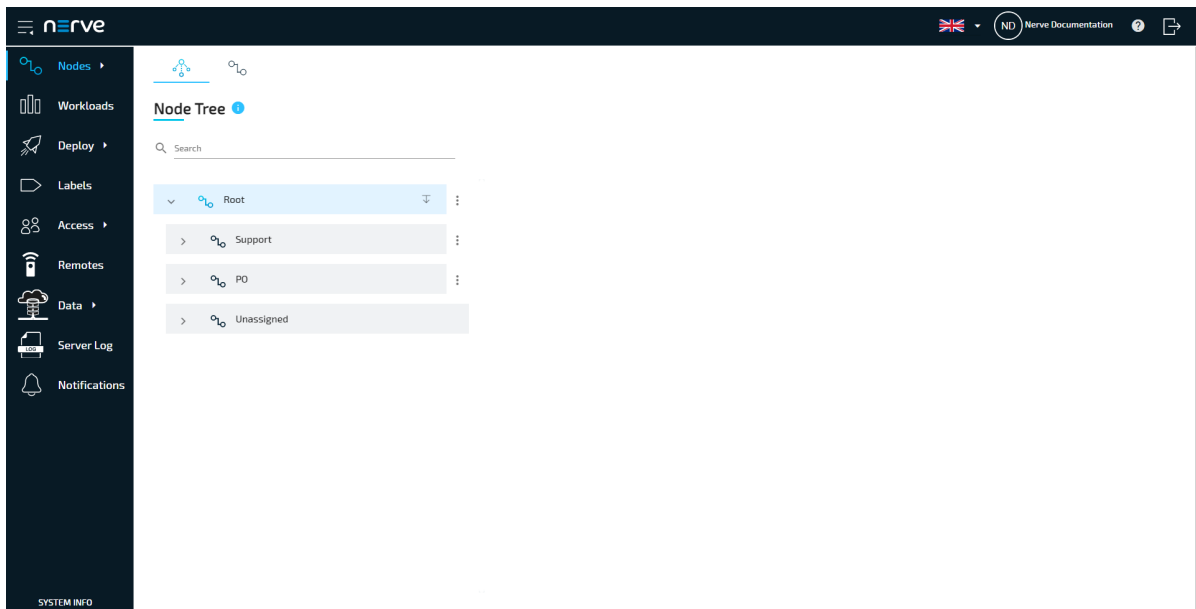 nerve
ND Nerve Documentation ?
Nodes
Workloads
Deploy
Labels
Access
Remotes
Data
LOG Server Log
Notifications
SYSTEM INFO
Node Tree i
Search
Root
Support
PO
Unassigned